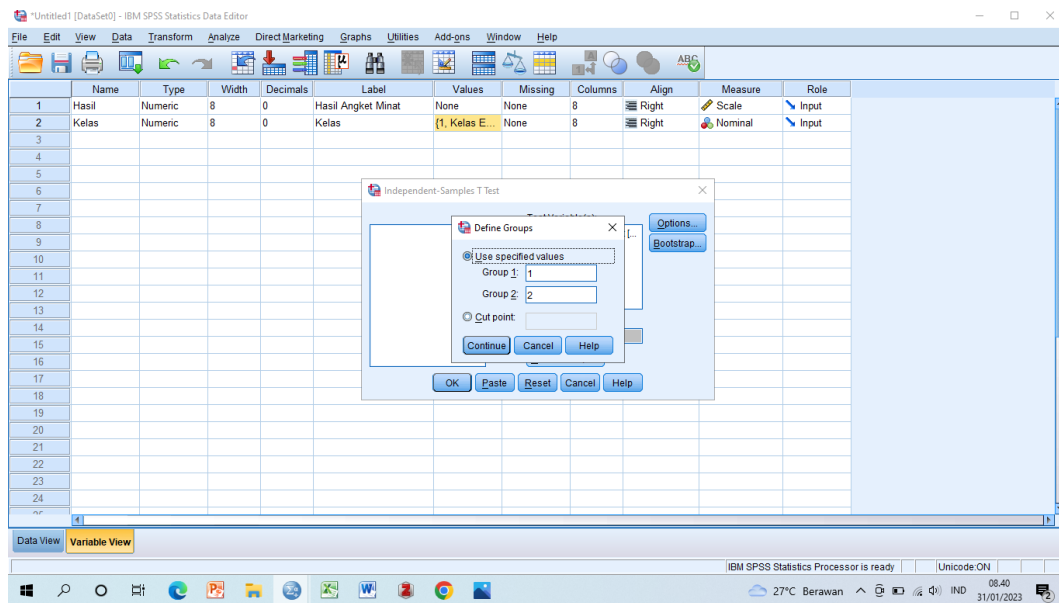 *Untitled1 [DataSet0] - IBM SPSS Statistics Data Editor
File Edit View Data Transform Analyze Direct Marketing Graphs Utilities Add-ons Window Help
Name Type Width Decimals Label Values Missing Columns Align Measure Role
1 Hasil Numeric 8 0 Hasil Angket Minat None None 8 Right Scale Input
2 Kelas Numeric 8 0 Kelas {1, Kelas E... None 8 Right Nominal Input
3
4
5
6
7
8
9
10
11
12
13
14
15
16
17
18
19
20
21
22
23
24
Independent-Samples T Test
Options...
Bootstrap...
Define Groups
Use specified values
Group 1: 1
Group 2: 2
Cut point:
Continue Cancel Help
OK Paste Reset Cancel Help
Data View Variable View
IBM SPSS Statistics Processor is ready Unicode:ON
27°C Berawan IND 08.40
31/01/2023